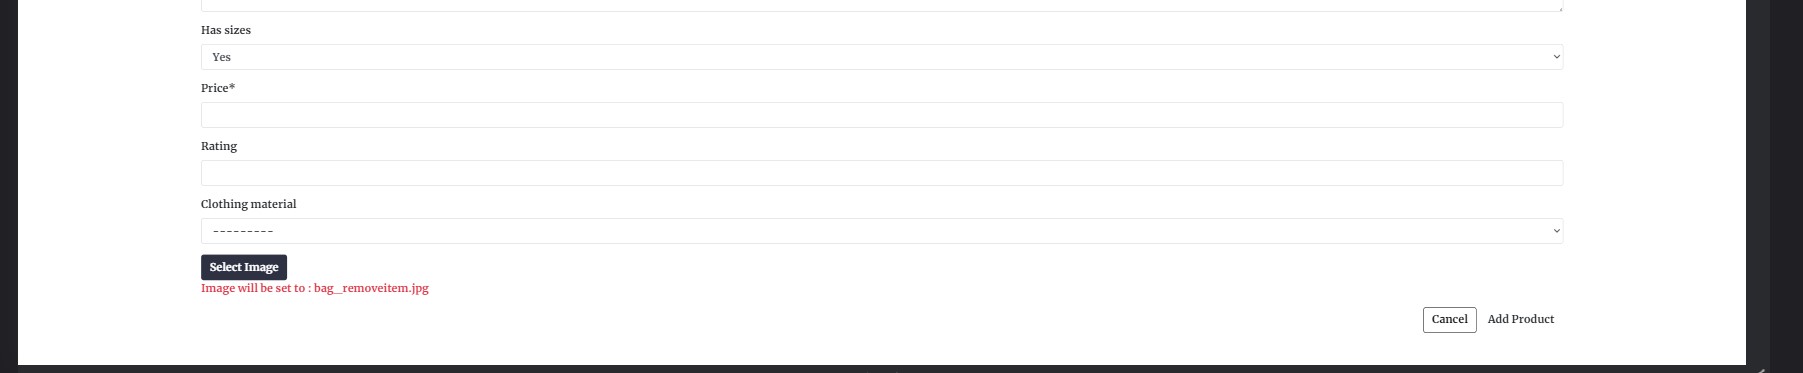 Has sizes
Yes
Price*
Rating
Clothing material
---------
Select Image
Image will be set to : bag_removeitem.jpg
Cancel Add Product